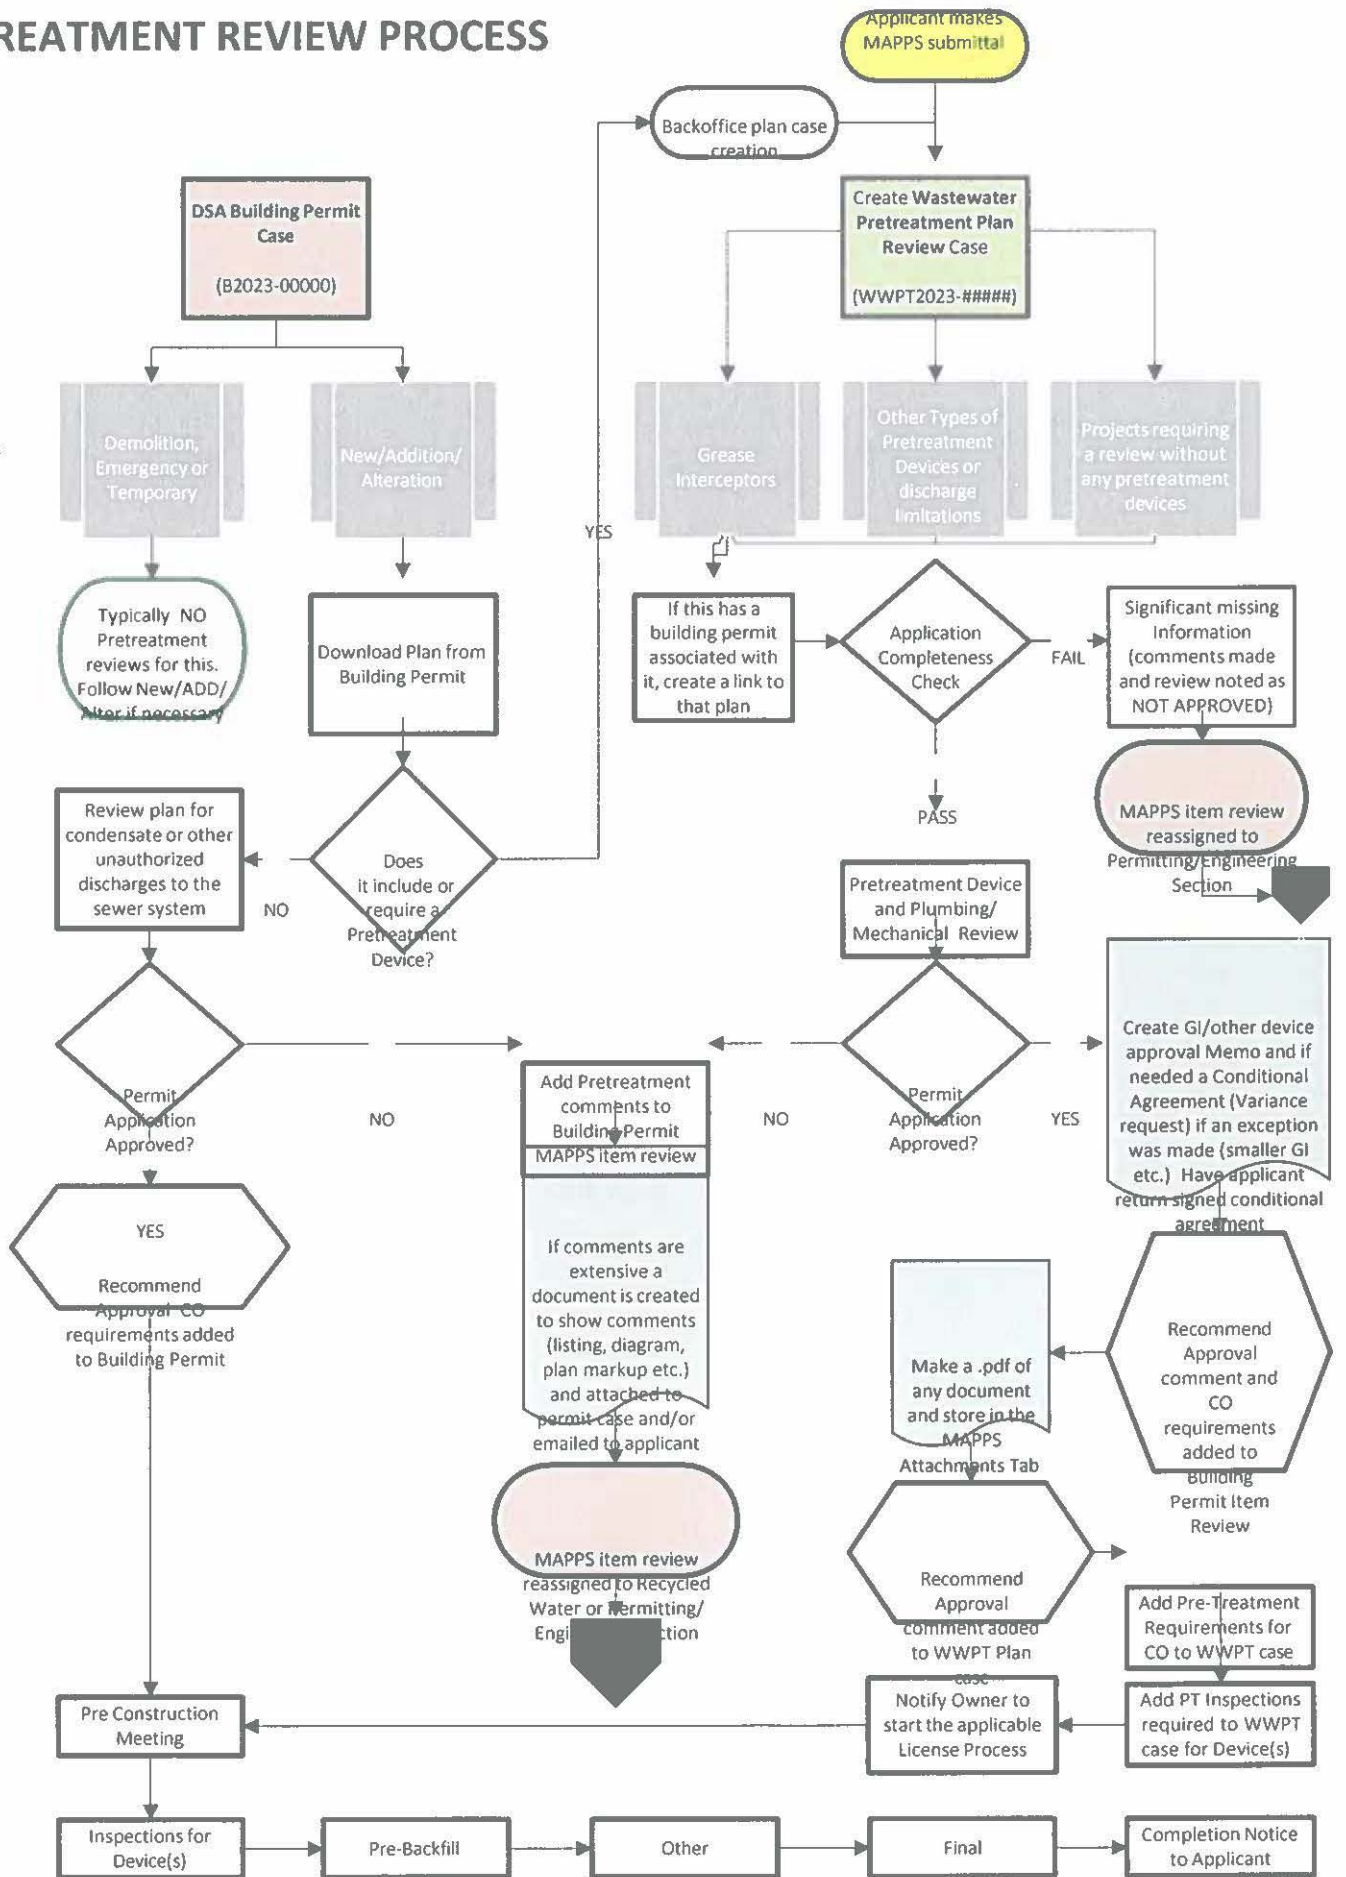 REATMENT REVIEW PROCESS
Applicant makes
MAPPS submittal
Backoffice plan case
creation
DSA Building Permit
Case
(B2023-00000)
Create Wastewater
Pretreatment Plan
Review Case
(WWPT2023-#####)
Demolition,
Emergency or
Temporary
New/Addition/
Alteration
Grease
Interceptors
Other Types of
Pretreatment
Devices or
discharge
limitations
Projects requiring
a review without
any pretreatment
devices
YES
Typically NO
Pretreatment
reviews for this.
Follow New/ADD/
Alter if necessary
Download Plan from
Building Permit
If this has a
building permit
associated with
it, create a link to
that plan
Application
Completeness
Check
FAIL
Significant missing
Information
(comments made
and review noted as
NOT APPROVED)
PASS
MAPPS item review
reassigned to
Permitting/Engineering
Section
Review plan for
condensate or other
unauthorized
discharges to the
sewer system
NO
Does
it include or
require a
Pretreatment
Device?
Pretreatment Device
and Plumbing/
Mechanical Review
Permit
Application
Approved?
NO
Add Pretreatment
comments to
Building Permit
MAPPS item review
NO
Permit
Application
Approved?
YES
Create GI/other device
approval Memo and if
needed a Conditional
Agreement (Variance
request) if an exception
was made (smaller GI
etc.) Have applicant
return signed conditional
agreement
YES
Recommend
Approval CO
requirements added
to Building Permit
If comments are
extensive a
document is created
to show comments
(listing, diagram,
plan markup etc.)
and attached to
permit case and/or
emailed to applicant
Make a .pdf of
any document
and store in the
MAPPS
Attachments Tab
Recommend
Approval
comment and
CO
requirements
added to
Building
Permit Item
Review
MAPPS item review
reassigned to Recycled
Water or Permitting/
Engi ction
Recommend
Approval
comment added
to WWPT Plan
case
Add Pre-Treatment
Requirements for
CO to WWPT case
Pre Construction
Meeting
Notify Owner to
start the applicable
License Process
Add PT Inspections
required to WWPT
case for Device(s)
Inspections for
Device(s)
Pre-Backfill
Other
Final
Completion Notice
to Applicant